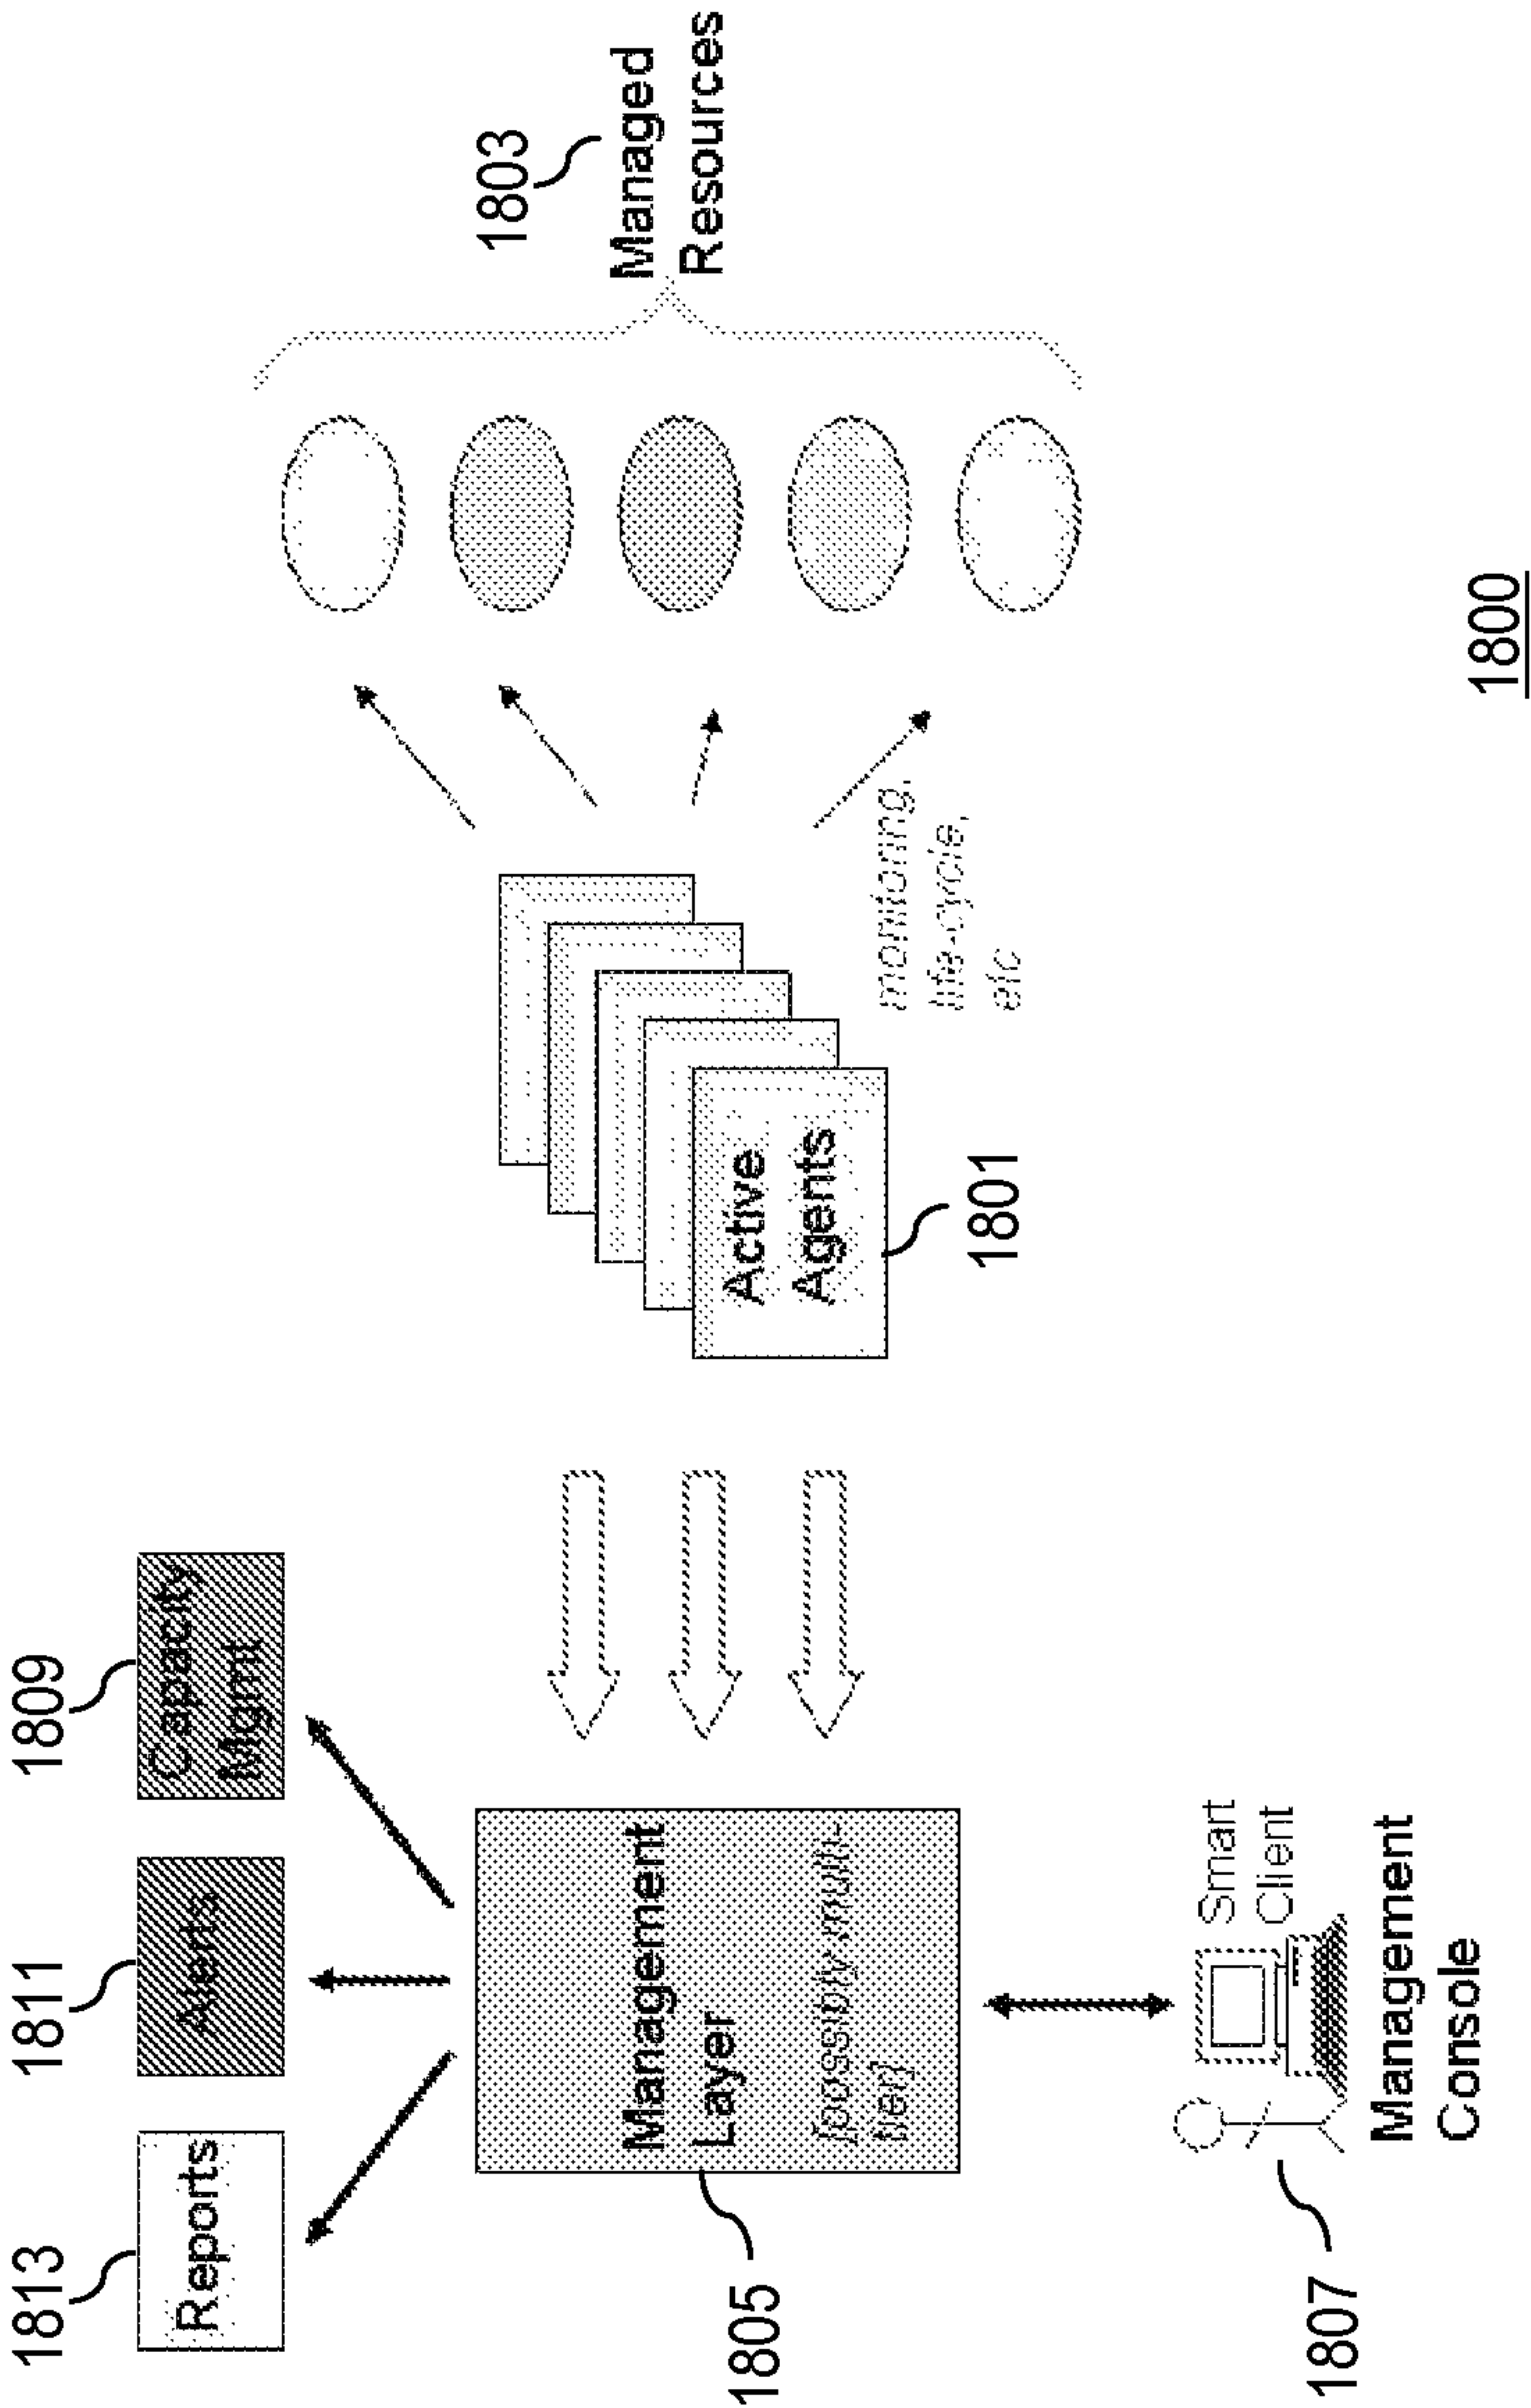 1813
1811
1809
Reports
Alerts
Capacity
Mgmt
1803
Managed
Resources
Management
Layer
[possibly multi-
tier]
Active
Agents
monitoring,
life-cycle,
etc
1805
1801
Smart
Client
1807
Management
Console
1800